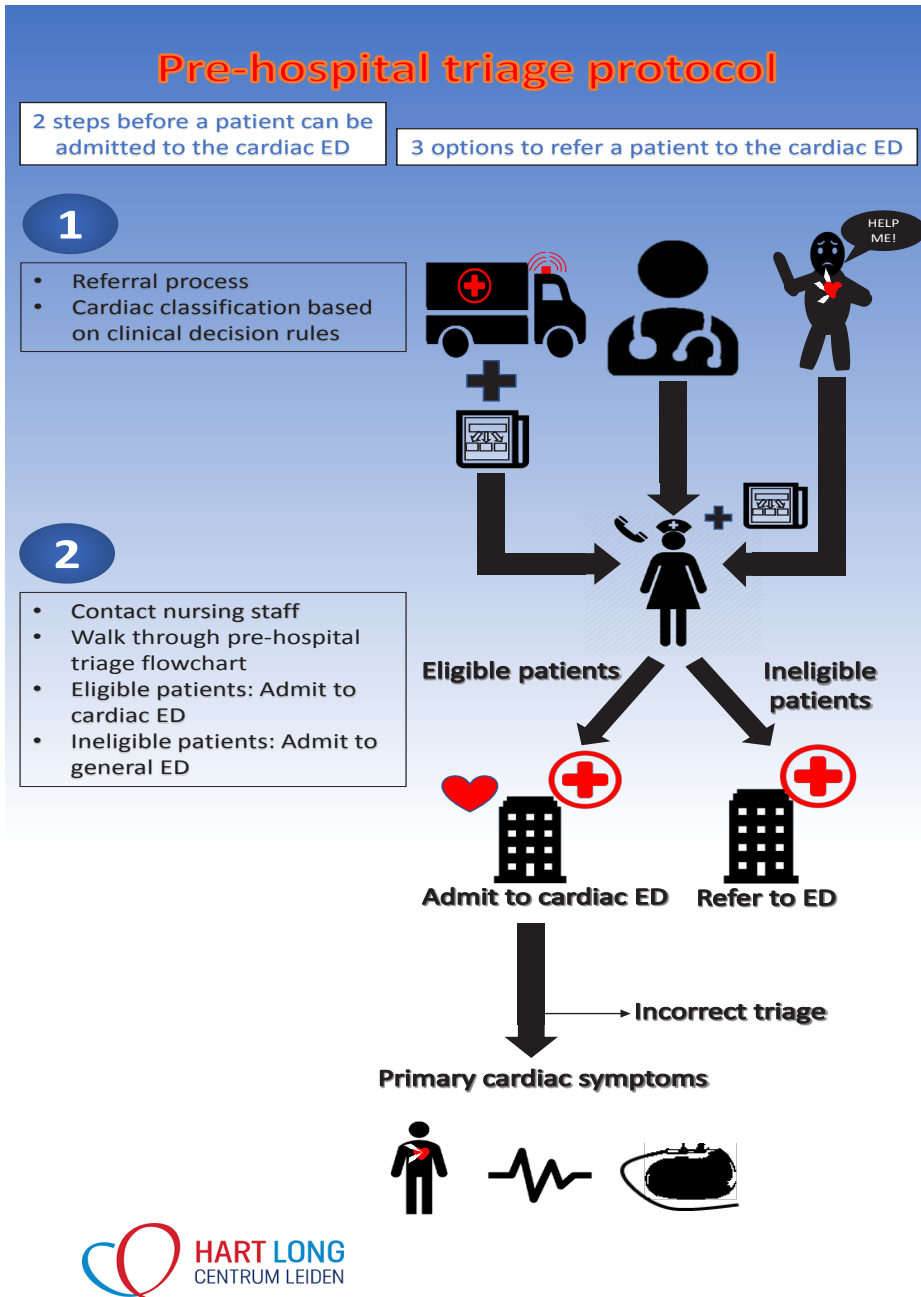 Pre-hospital triage protocol
2 steps before a patient can be
admitted to the cardiac ED
3 options to refer a patient to the cardiac ED
1
• Referral process
• Cardiac classification based
on clinical decision rules
HELP
ME!
2
• Contact nursing staff
• Walk through pre-hospital
triage flowchart
• Eligible patients: Admit to
cardiac ED
• Ineligible patients: Admit to
general ED
Eligible patients
Ineligible
patients
Admit to cardiac ED
Refer to ED
Incorrect triage
Primary cardiac symptoms
HART LONG
CENTRUM LEIDEN